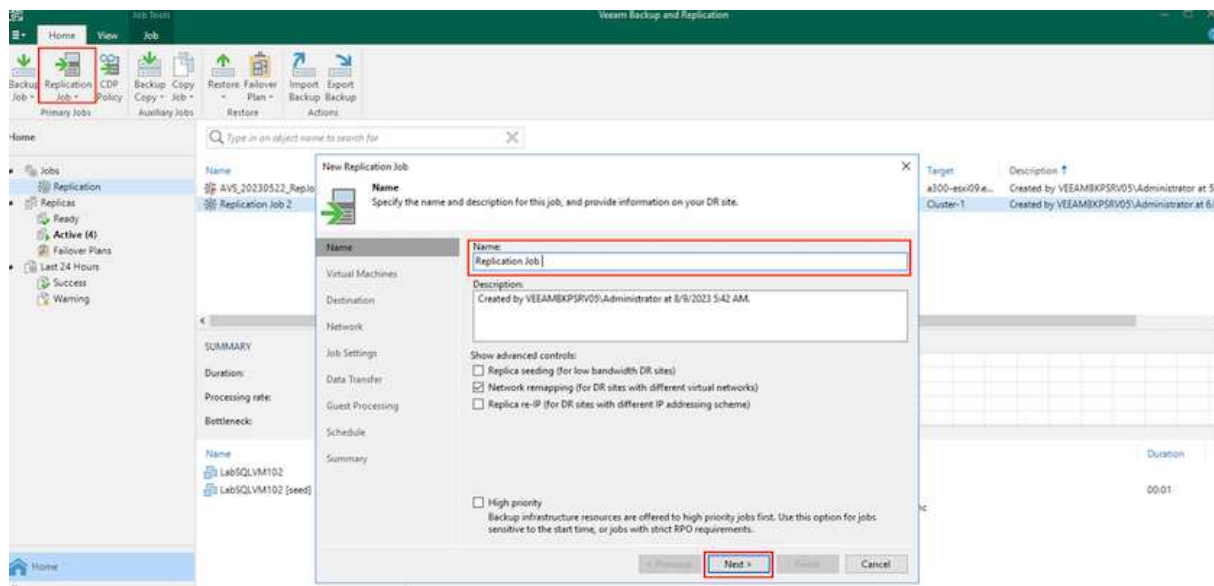 Job Tools
Veeam Backup and Replication
Home View Job
Backup Job
Replication Job
CDP Policy
Backup Copy
Copy Job
Restore
Failover Plan
Import Backup
Export Backup
Primary Jobs Auxiliary Jobs Restore Actions
Home
Type in an object name to search for
Jobs
Replication
Replicas
Ready
Active (4)
Failover Plans
Last 24 Hours
Success
Warning
Name
AVS_20230522_Replo
Replication Job 2
Target Description
a300-esxi09.e... Created by VEEAMBKPSRV05\Administrator at 5
Cluster-1 Created by VEEAMBKPSRV05\Administrator at 6/
SUMMARY
Duration:
Processing rate:
Bottleneck:
Name
LabSQLVM102
LabSQLVM102 [seed]
Duration
00:01
New Replication Job
Name
Specify the name and description for this job, and provide information on your DR site.
Name
Virtual Machines
Destination
Network
Job Settings
Data Transfer
Guest Processing
Schedule
Summary
Name:
Replication Job
Description:
Created by VEEAMBKPSRV05\Administrator at 8/9/2023 5:42 AM.
Show advanced controls:
Replica seeding (for low bandwidth DR sites)
Network remapping (for DR sites with different virtual networks)
Replica re-IP (for DR sites with different IP addressing scheme)
High priority
Backup infrastructure resources are offered to high priority jobs first. Use this option for jobs
sensitive to the start time, or jobs with strict RPO requirements.
< Previous Next > Finish Cancel
Home